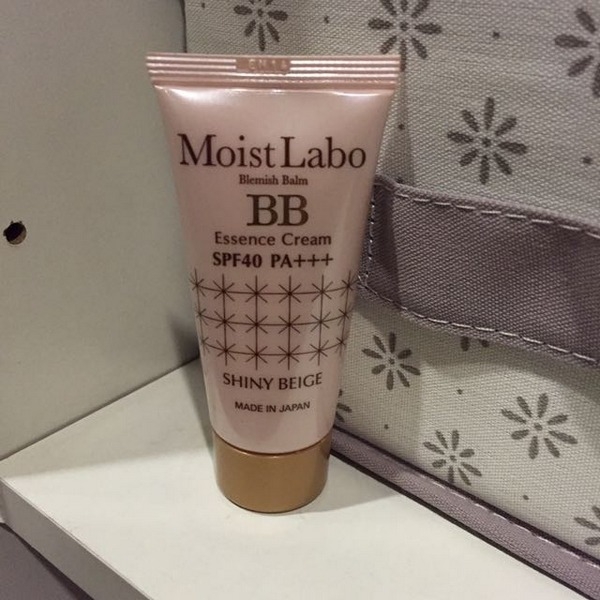 Moist Labo
Blemish Balm
BB
Essence Cream
SPF40 PA+++
SHINY BEIGE
MADE IN JAPAN